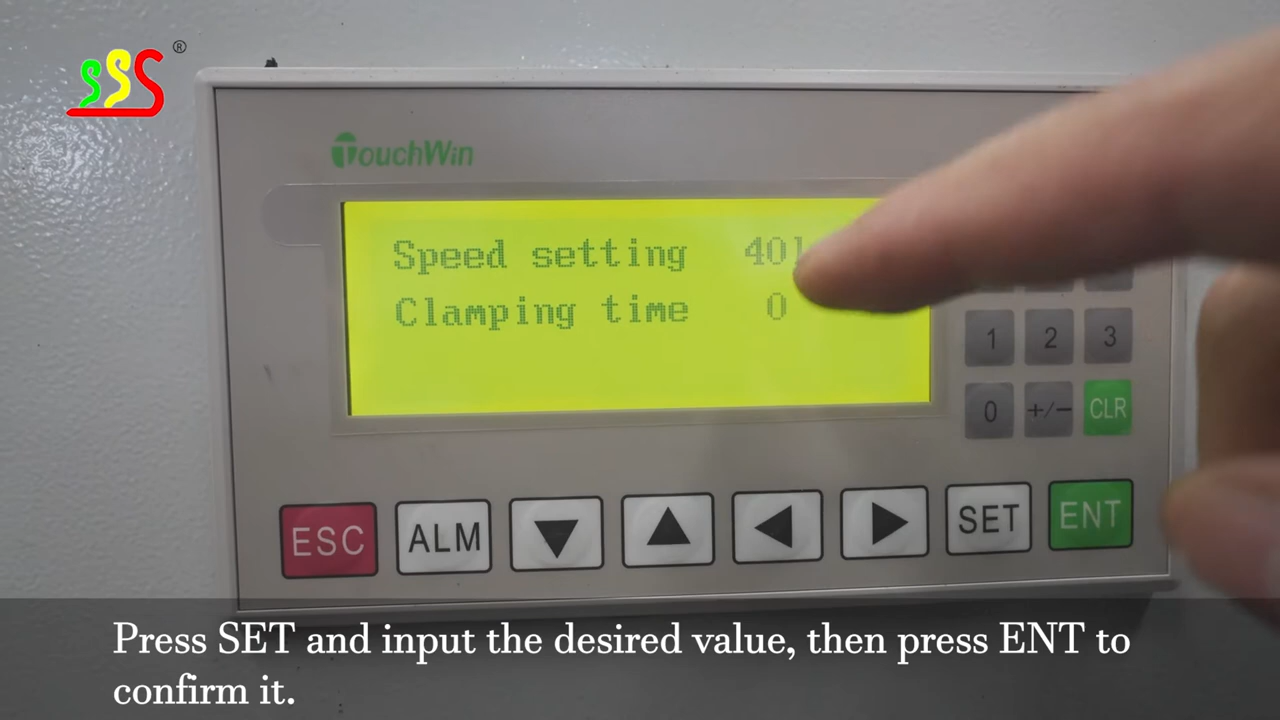 SSS ®
TouchWin
Speed setting 40
Clamping time 0
1 2 3
0 +/- CLR
ESC ALM SET ENT
Press SET and input the desired value, then press ENT to
confirm it.